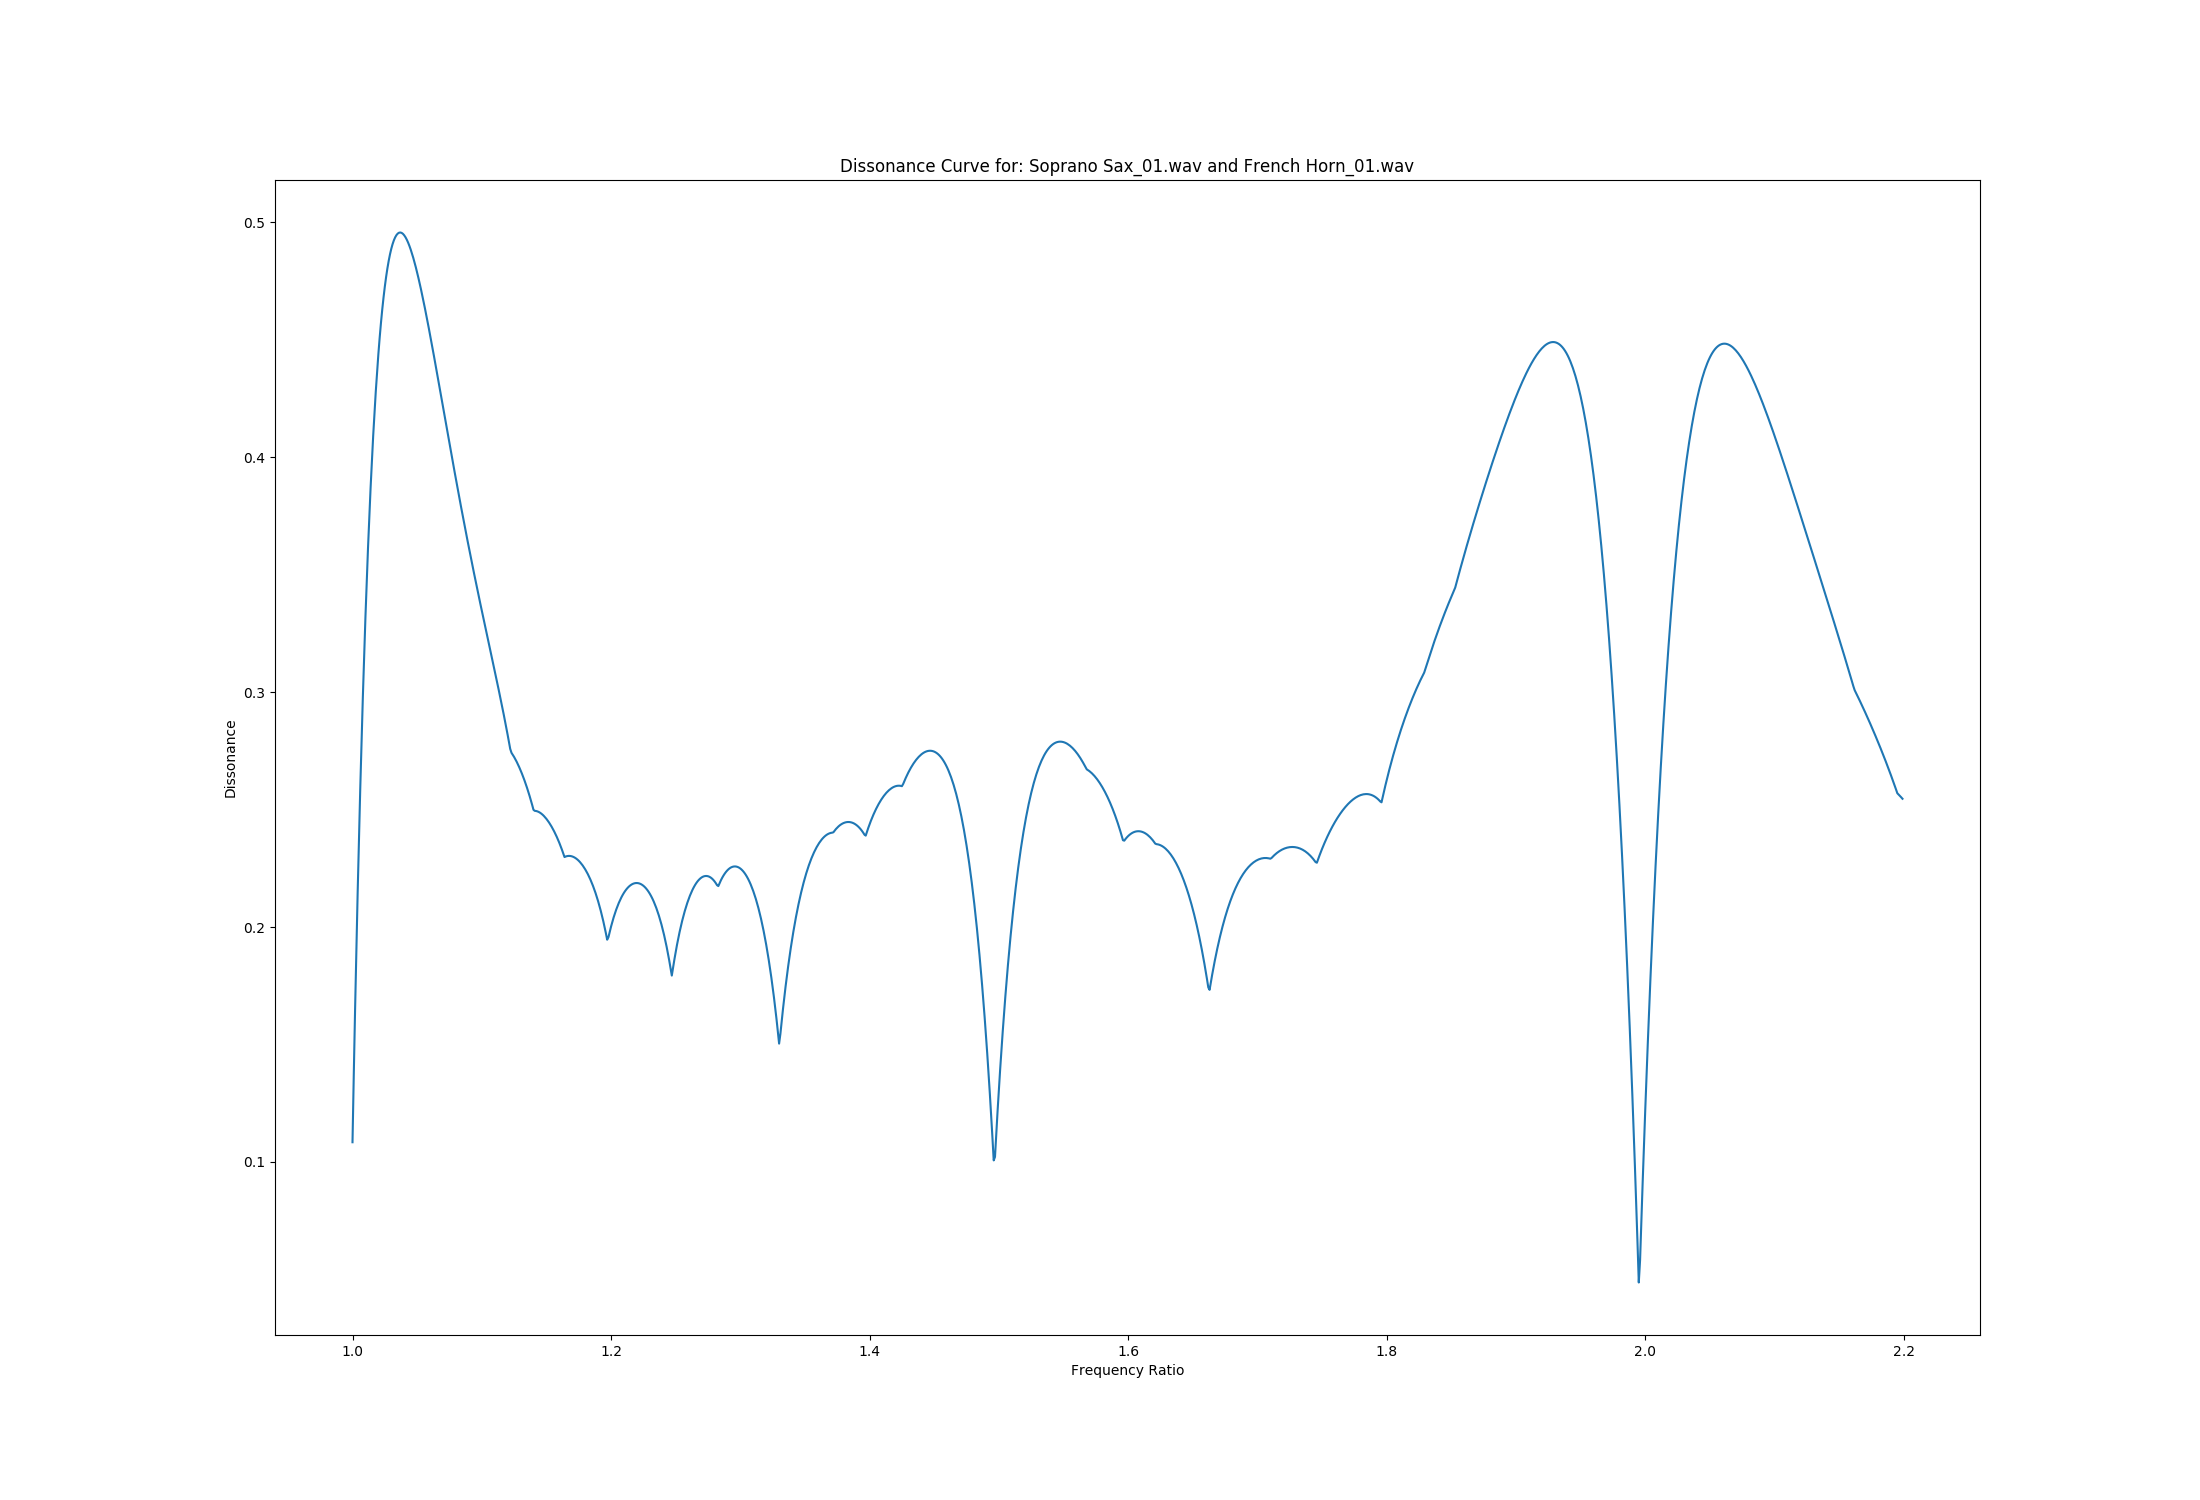 Dissonance Curve for: Soprano Sax_01.wav and French Horn_01.wav
0.5
0.4
0.3
0.2
0.1
Dissonance
1.0 1.2 1.4 1.6 1.8 2.0 2.2
Frequency Ratio